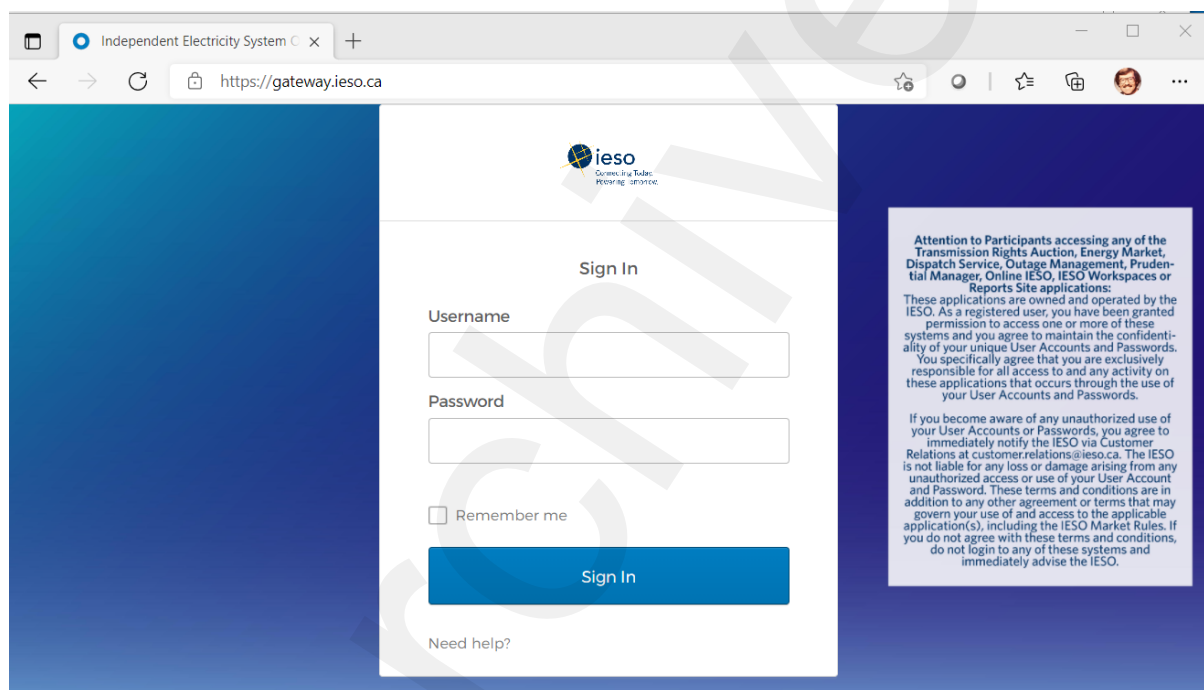 Independent Electricity System
https://gateway.ieso.ca
ieso
Connecting Today.
Powering Tomorrow.
Sign In
Username
Password
Remember me
Sign In
Need help?
Attention to Participants accessing any of the
Transmission Rights Auction, Energy Market,
Dispatch Service, Outage Management, Pruden-
tial Manager, Online IESO, IESO Workspaces or
Reports Site applications:
These applications are owned and operated by the
IESO. As a registered user, you have been granted
permission to access one or more of these
systems and you agree to maintain the confidenti-
ality of your unique User Accounts and Passwords.
You specifically agree that you are exclusively
responsible for all access to and any activity on
these applications that occurs through the use of
your User Accounts and Passwords.
If you become aware of any unauthorized use of
your User Accounts or Passwords, you agree to
immediately notify the IESO via Customer
Relations at customer.relations@ieso.ca. The IESO
is not liable for any loss or damage arising from any
unauthorized access or use of your User Account
and Password. These terms and conditions are in
addition to any other agreement or terms that may
govern your use of and access to the applicable
application(s), including the IESO Market Rules. If
you do not agree with these terms and conditions,
do not login to any of these systems and
immediately advise the IESO.
rchive